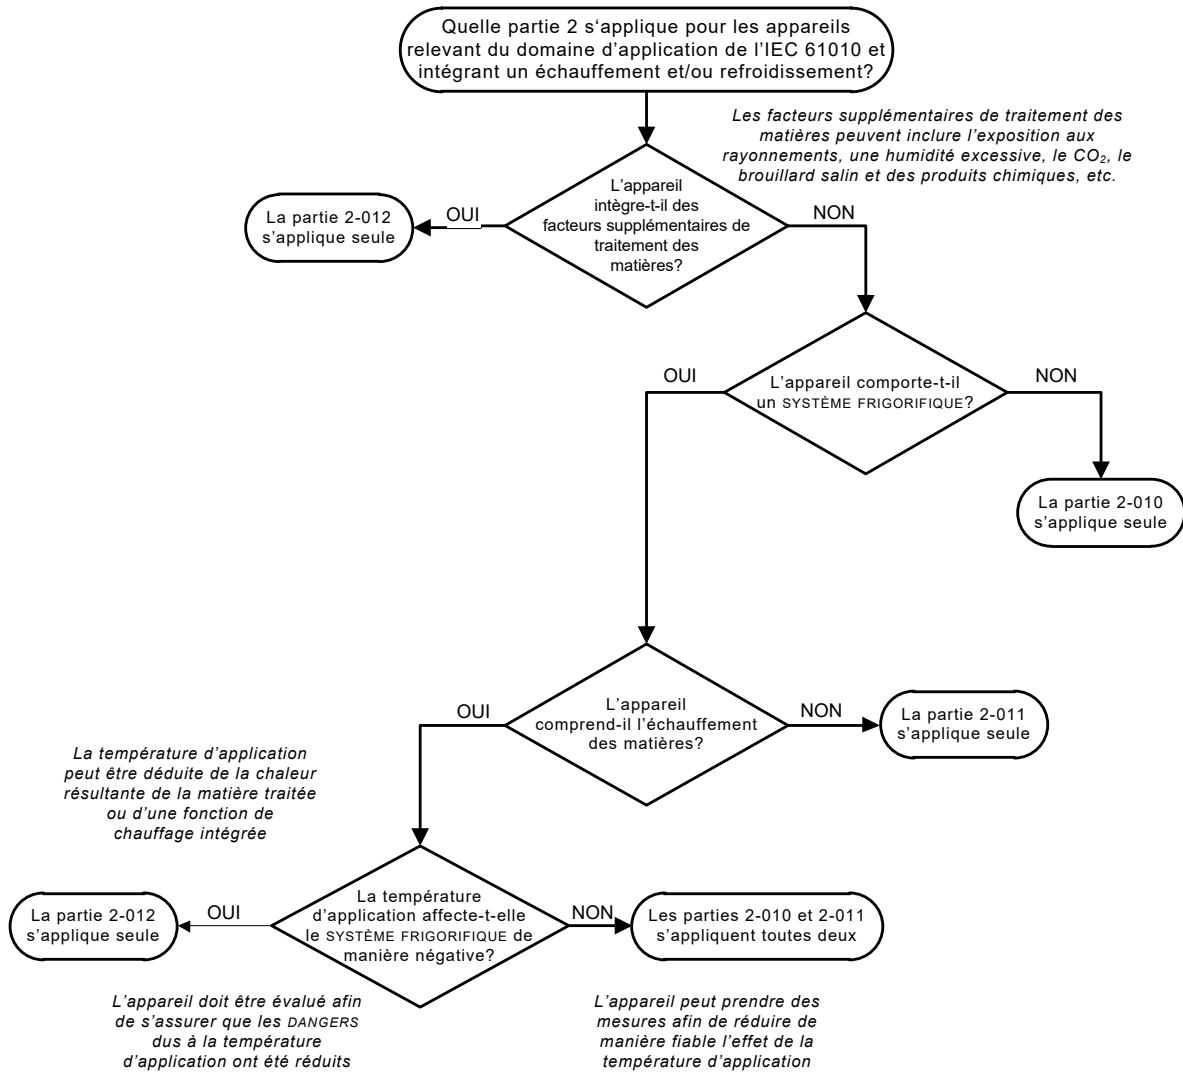 Quelle partie 2 s‘applique pour les appareils
relevant du domaine d’application de l’IEC 61010 et
intégrant un échauffement et/ou refroidissement?
Les facteurs supplémentaires de traitement des
matières peuvent inclure l’exposition aux
rayonnements, une humidité excessive, le CO₂, le
brouillard salin et des produits chimiques, etc.
L’appareil
intègre-t-il des
facteurs supplémentaires de
traitement des
matières?
OUI
NON
La partie 2-012
s’applique seule
L’appareil comporte-t-il
un SYSTÈME FRIGORIFIQUE?
OUI
NON
La partie 2-010
s’applique seule
L’appareil
comprend-il l’échauffement
des matières?
OUI
NON
La partie 2-011
s’applique seule
La température d’application
peut être déduite de la chaleur
résultante de la matière traitée
ou d’une fonction de
chauffage intégrée
La température
d’application affecte-t-elle
le SYSTÈME FRIGORIFIQUE de
manière négative?
OUI
NON
La partie 2-012
s’applique seule
Les parties 2-010 et 2-011
s’appliquent toutes deux
L’appareil doit être évalué afin
de s’assurer que les DANGERS
dus à la température
d’application ont été réduits
L’appareil peut prendre des
mesures afin de réduire de
manière fiable l’effet de la
température d’application